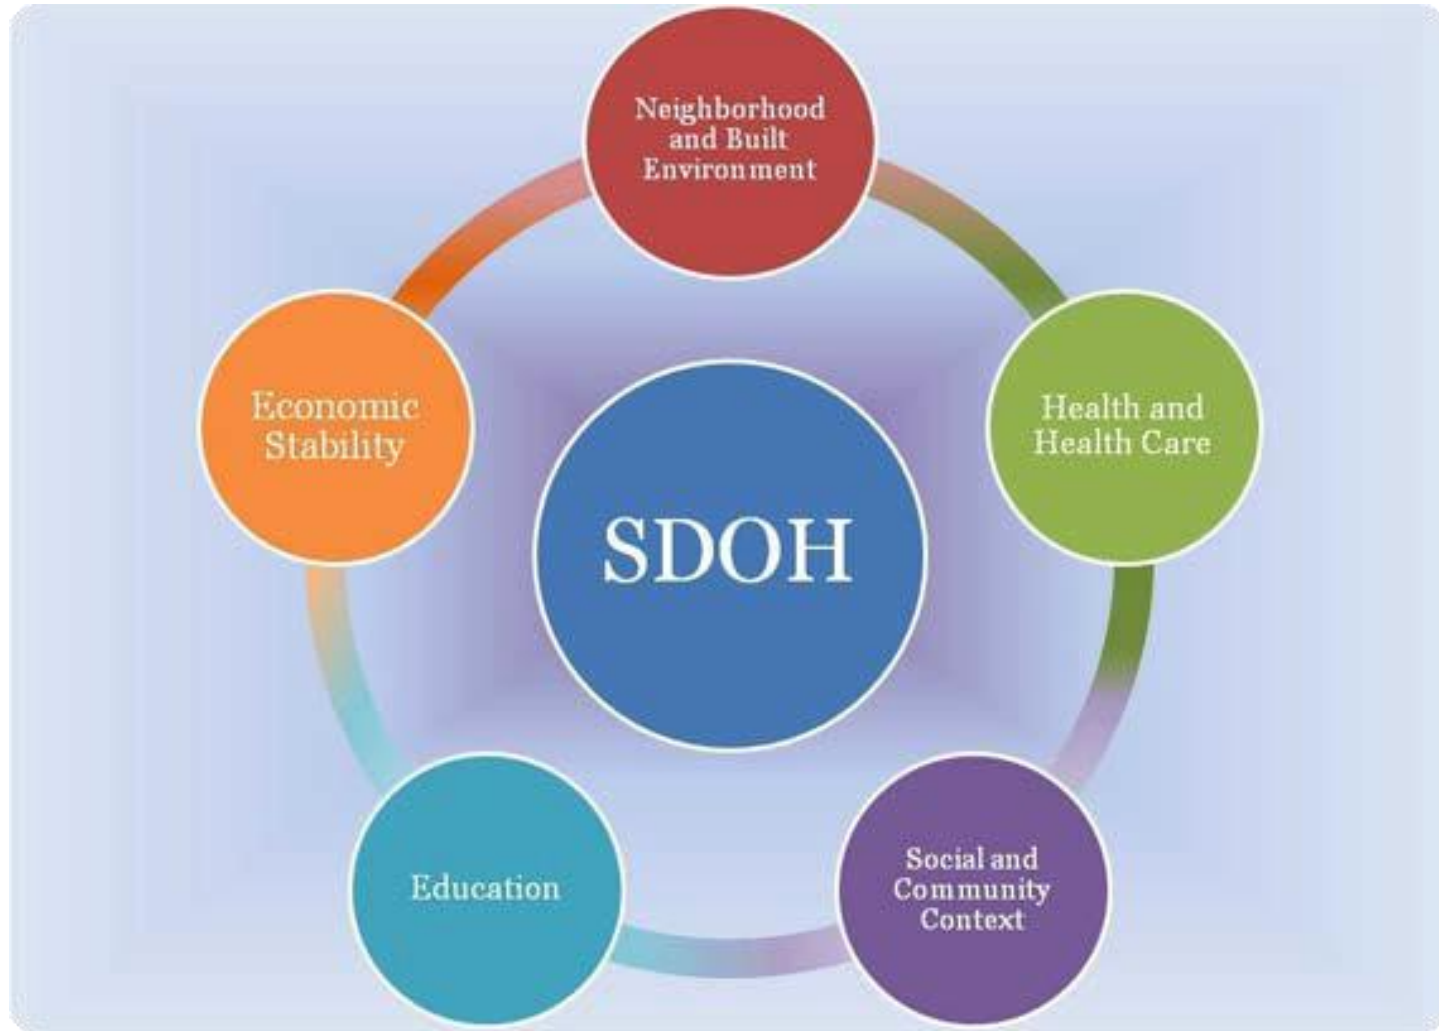 Neighborhood
and Built
Environment
Economic
Stability
Health and
Health Care
SDOH
Education
Social and
Community
Context